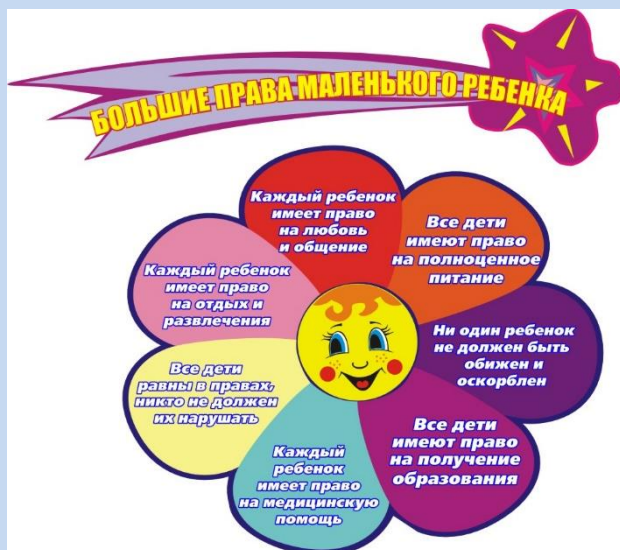 БОЛЬШИЕ ПРАВА МАЛЕНЬКОГО РЕБЕНКА
Каждый ребенок
имеет право
на любовь
и общение
Все дети
имеют право
на полноценное
питание
Ни один ребенок
не должен быть
обижен и
оскорблен
Все дети
имеют право
на получение
образования
Каждый
ребенок
имеет право
на медицинскую
помощь
Все дети
равны в правах,
никто не должен
их нарушать
Каждый ребенок
имеет право
на отдых и
развлечения